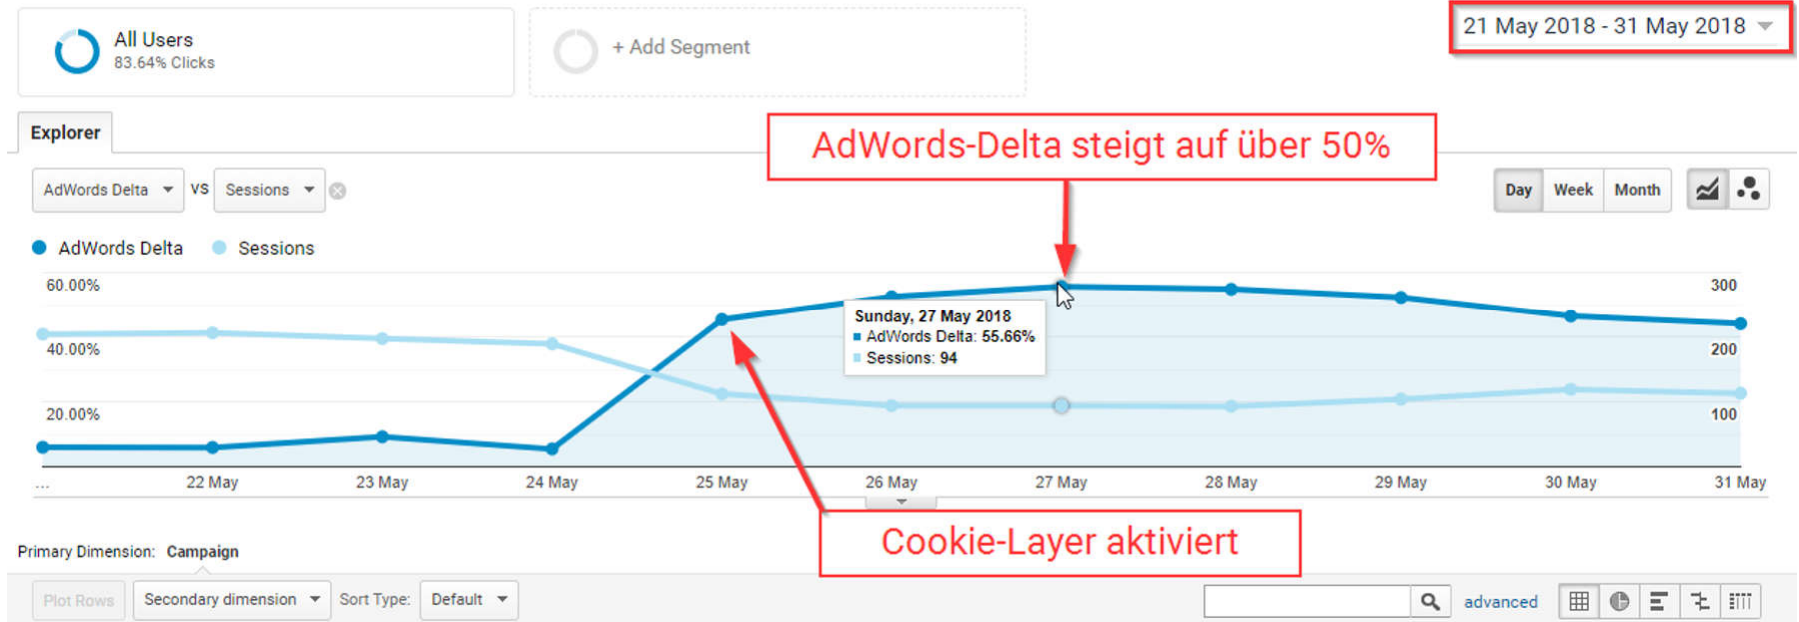 All Users
83.64% Clicks
+ Add Segment
21 May 2018 - 31 May 2018
Explorer
AdWords-Delta steigt auf über 50%
AdWords Delta vs Sessions
Day Week Month
AdWords Delta Sessions
60.00% 300
Sunday, 27 May 2018
AdWords Delta: 55.66%
Sessions: 94
40.00% 200
20.00% 100
... 22 May 23 May 24 May 25 May 26 May 27 May 28 May 29 May 30 May 31 May
Cookie-Layer aktiviert
Primary Dimension: Campaign
Plot Rows Secondary dimension Sort Type: Default advanced